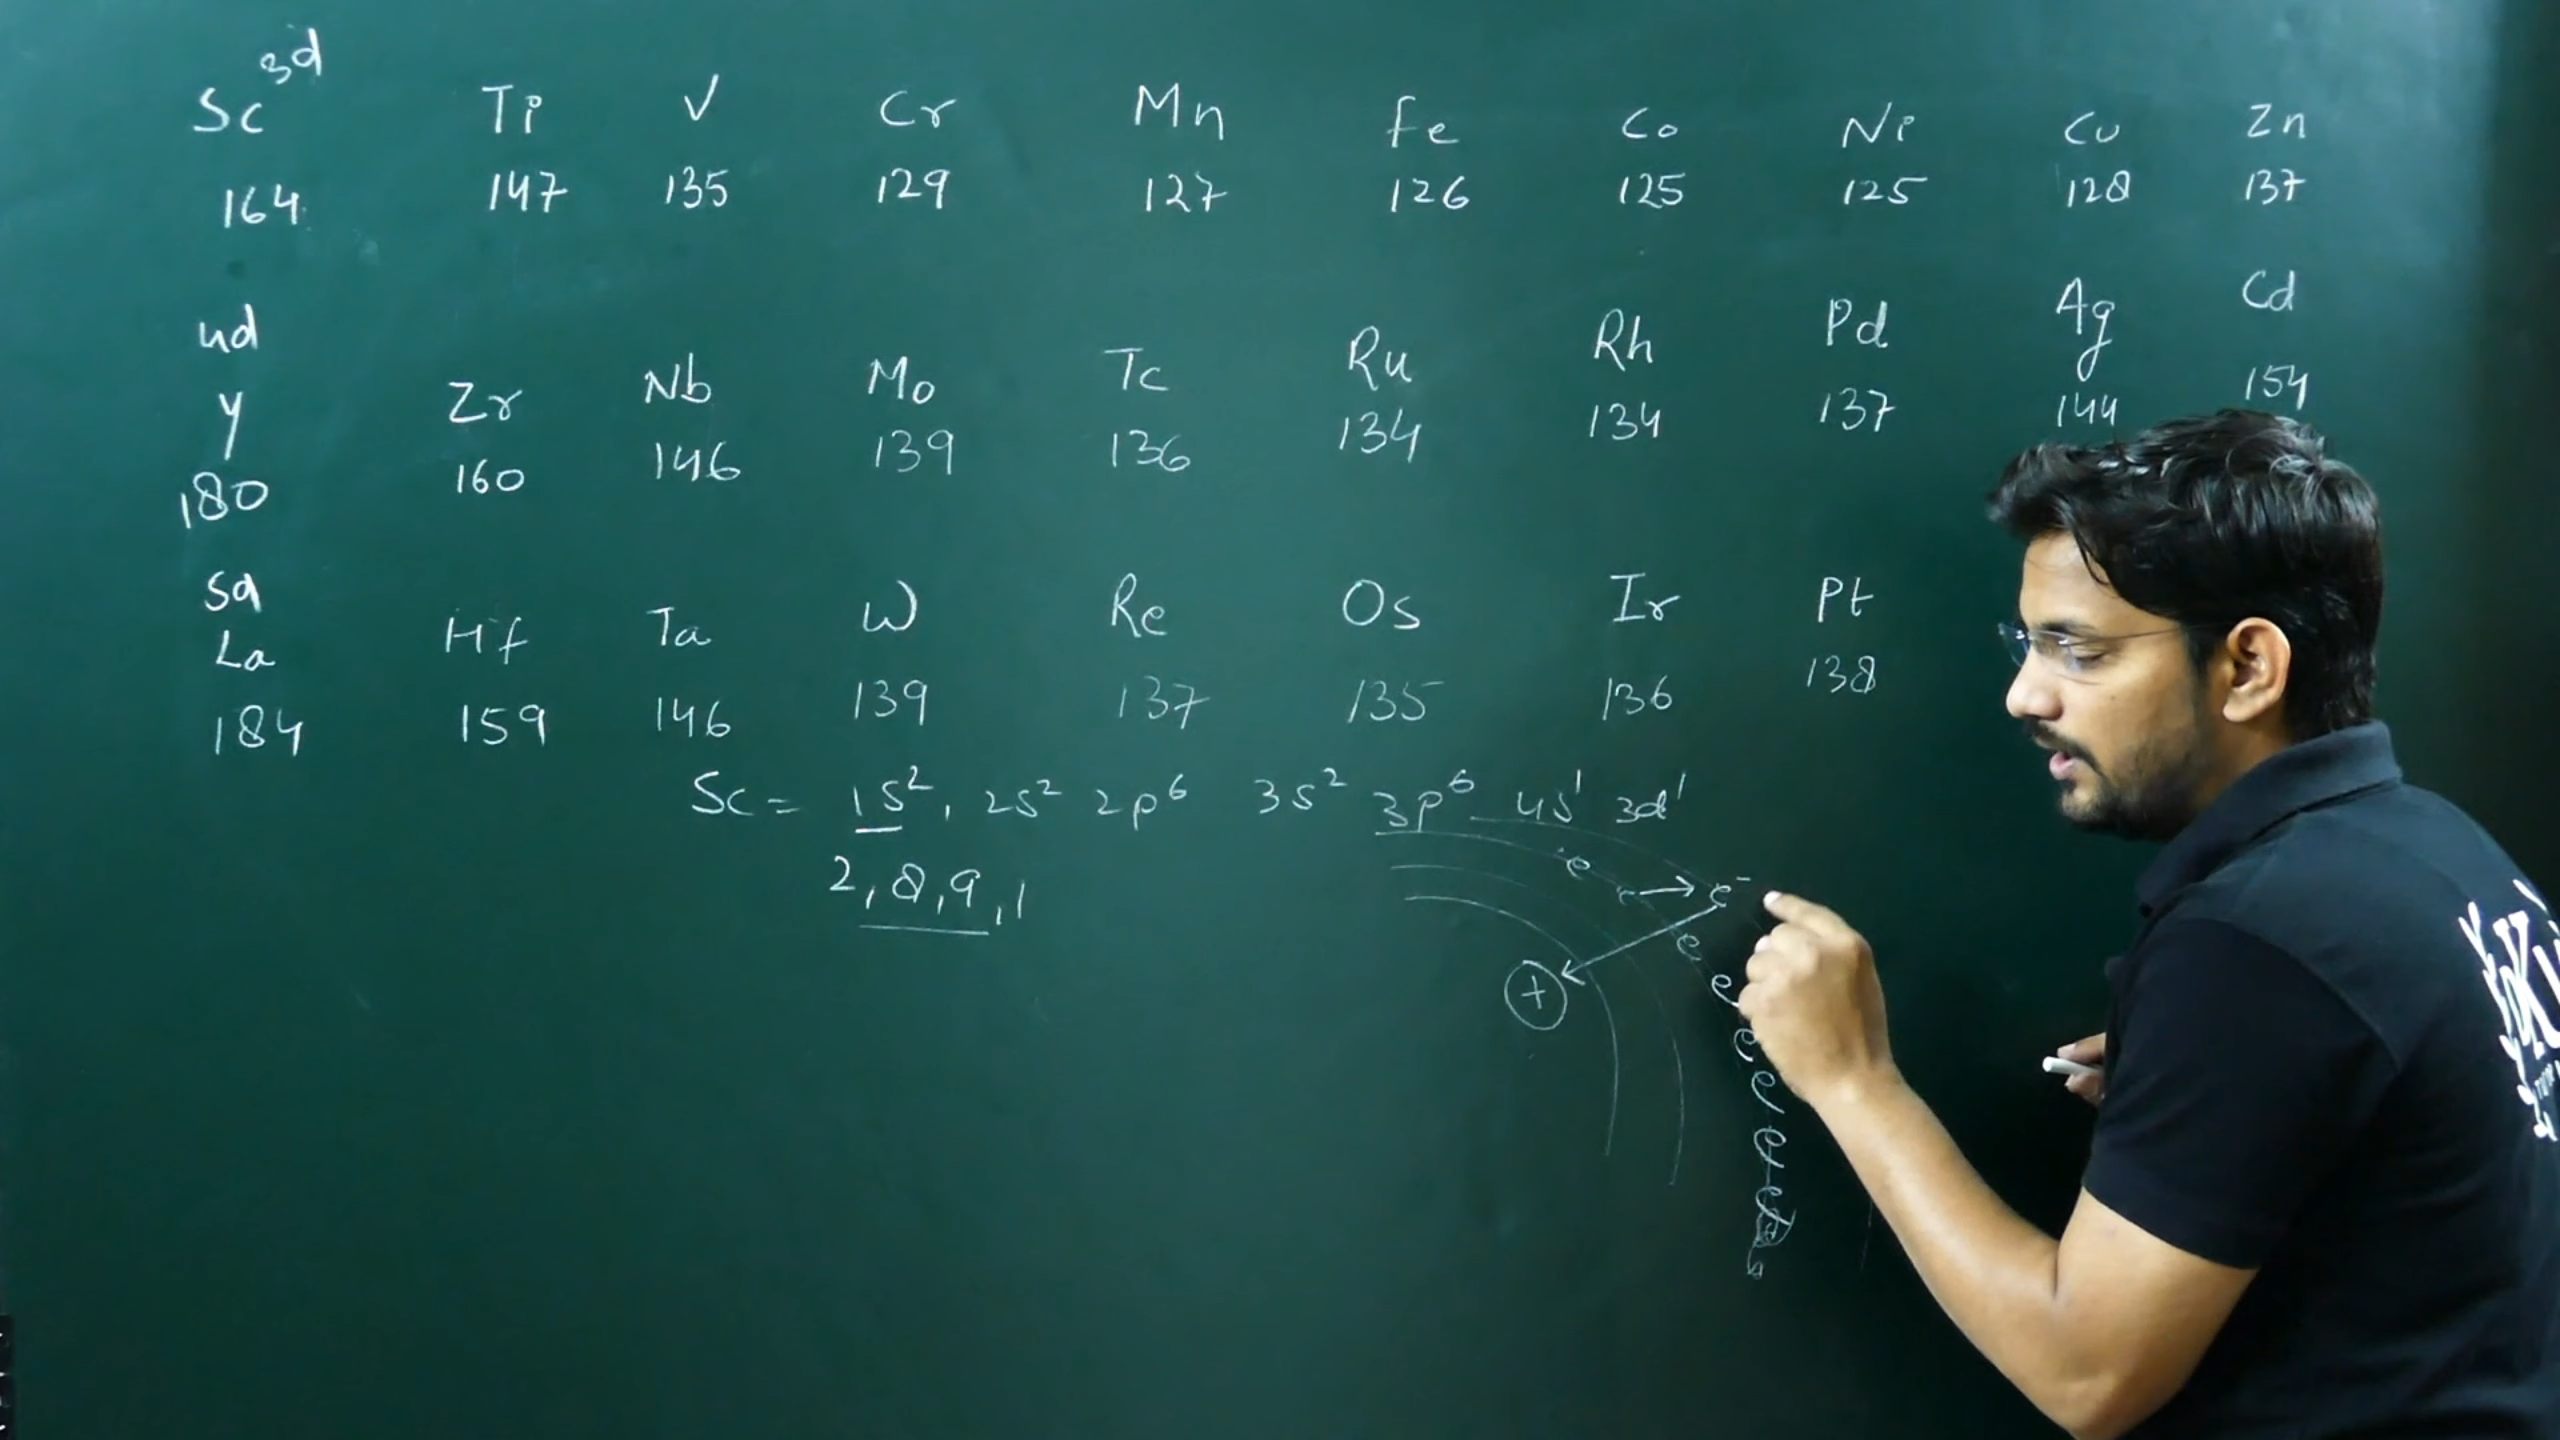 3d
Sc Ti V Cr Mn Fe Co Ni Cu Zn
164 147 135 129 127 126 125 125 128 137
4d
y Zr Nb Mo Tc Ru Rh Pd Ag Cd
180 160 146 139 136 134 134 137 144 154
5d
La Hf Ta W Re Os Ir Pt
184 159 146 139 137 135 136 138
Sc = 1s², 2s² 2p⁶ 3s² 3p⁶ 4s¹ 3d¹
2, 8, 9, 1
e e → e⁻
e
+ e
e
e
e
e
e